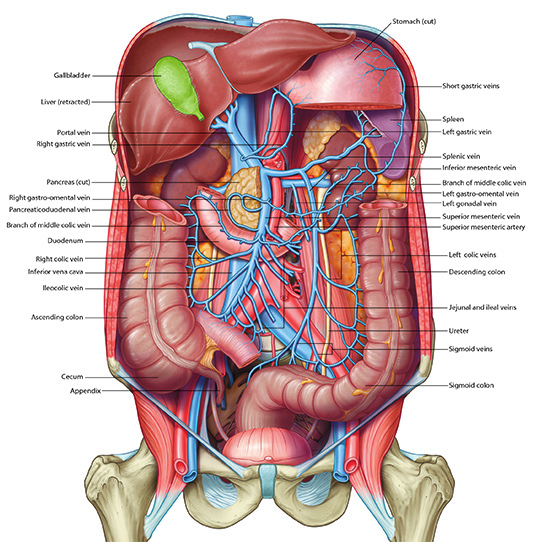 Stomach (cut)
Gallbladder
Liver (retracted)
Portal vein
Right gastric vein
Pancreas (cut)
Right gastro-omental vein
Pancreaticoduodenal vein
Branch of middle colic vein
Duodenum
Right colic vein
Inferior vena cava
Ileocolic vein
Ascending colon
Cecum
Appendix
Short gastric veins
Spleen
Left gastric vein
Splenic vein
Inferior mesenteric vein
Branch of middle colic vein
Left gastro-omental vein
Left gonadal vein
Superior mesenteric vein
Superior mesenteric artery
Left colic veins
Descending colon
Jejunal and ileal veins
Ureter
Sigmoid veins
Sigmoid colon